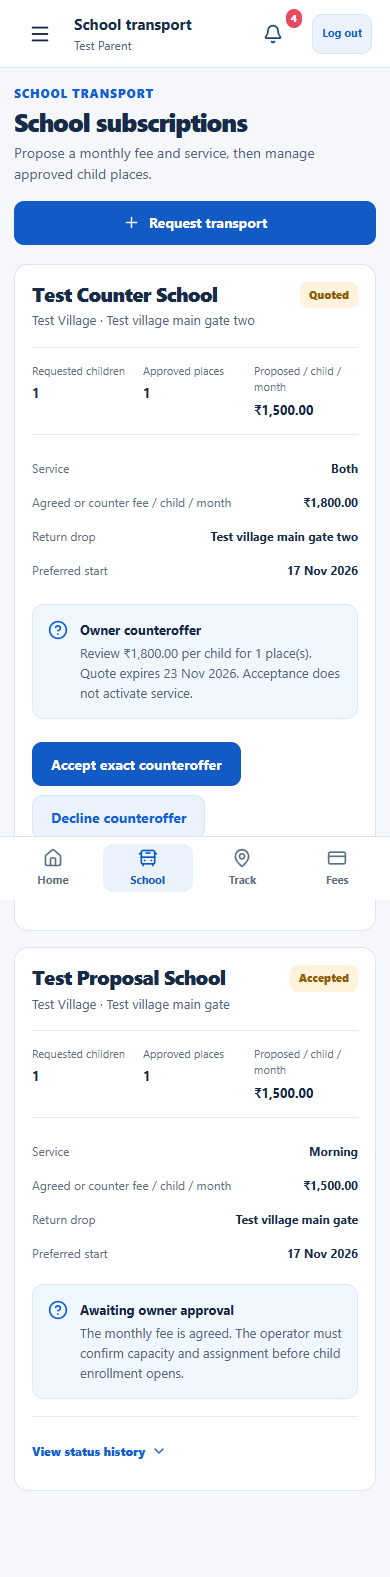 School transport
Test Parent
4
Log out
SCHOOL TRANSPORT
School subscriptions
Propose a monthly fee and service, then manage
approved child places.
Request transport
Test Counter School
Quoted
Test Village · Test village main gate two
Requested children
1
Approved places
1
Proposed / child /
month
₹1,500.00
Service
Both
Agreed or counter fee / child / month
₹1,800.00
Return drop
Test village main gate two
Preferred start
17 Nov 2026
Owner counteroffer
Review ₹1,800.00 per child for 1 place(s).
Quote expires 23 Nov 2026. Acceptance does
not activate service.
Accept exact counteroffer
Decline counteroffer
Home
School
Track
Fees
Test Proposal School
Accepted
Test Village · Test village main gate
Requested children
1
Approved places
1
Proposed / child /
month
₹1,500.00
Service
Morning
Agreed or counter fee / child / month
₹1,500.00
Return drop
Test village main gate
Preferred start
17 Nov 2026
Awaiting owner approval
The monthly fee is agreed. The operator must
confirm capacity and assignment before child
enrollment opens.
View status history